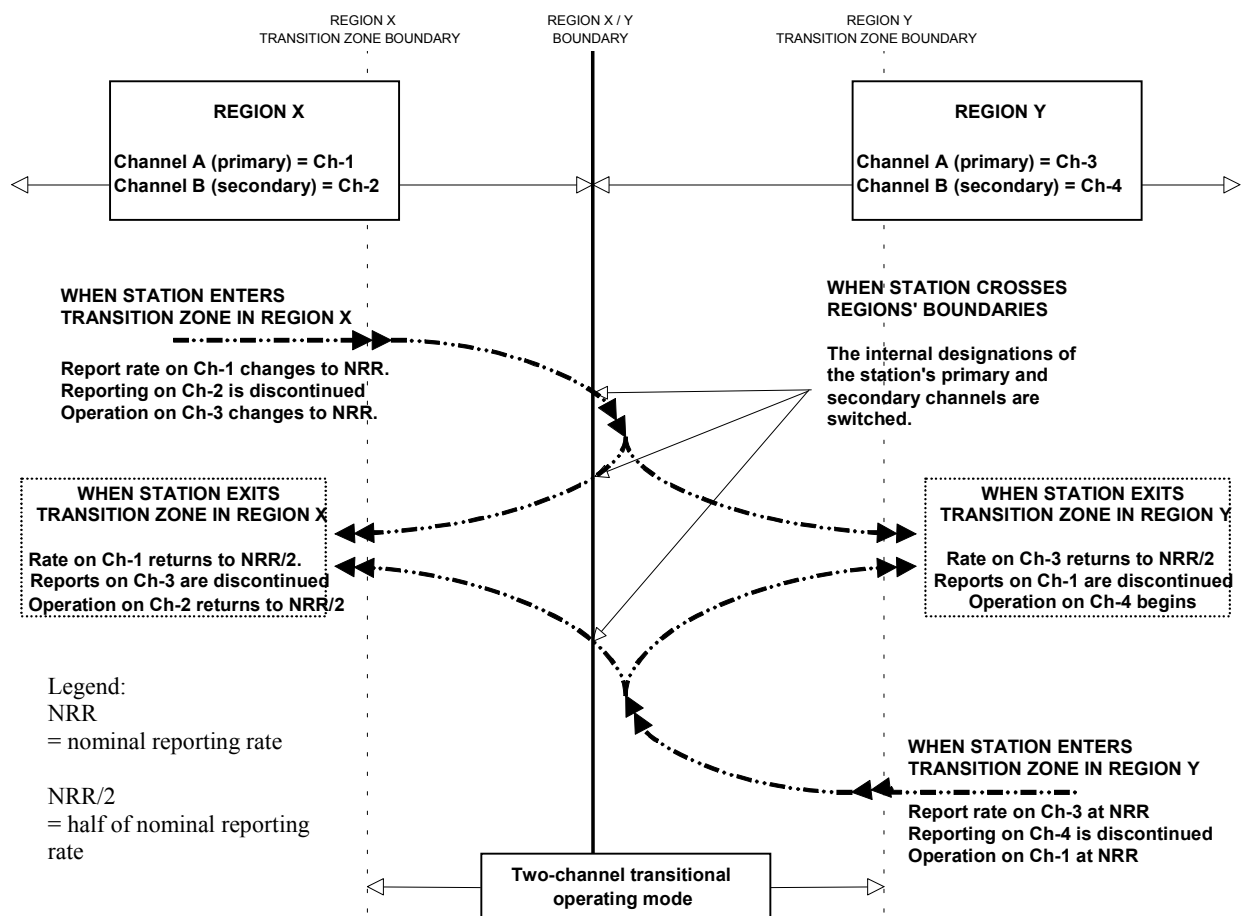 REGION X
TRANSITION ZONE BOUNDARY
REGION X / Y
BOUNDARY
REGION Y
TRANSITION ZONE BOUNDARY
REGION X
Channel A (primary) = Ch-1
Channel B (secondary) = Ch-2
REGION Y
Channel A (primary) = Ch-3
Channel B (secondary) = Ch-4
WHEN STATION ENTERS
TRANSITION ZONE IN REGION X
Report rate on Ch-1 changes to NRR.
Reporting on Ch-2 is discontinued
Operation on Ch-3 changes to NRR.
WHEN STATION CROSSES
REGIONS' BOUNDARIES
The internal designations of
the station's primary and
secondary channels are
switched.
WHEN STATION EXITS
TRANSITION ZONE IN REGION X
Rate on Ch-1 returns to NRR/2.
Reports on Ch-3 are discontinued
Operation on Ch-2 returns to NRR/2
WHEN STATION EXITS
TRANSITION ZONE IN REGION Y
Rate on Ch-3 returns to NRR/2
Reports on Ch-1 are discontinued
Operation on Ch-4 begins
Legend:
NRR
= nominal reporting rate
NRR/2
= half of nominal reporting
rate
WHEN STATION ENTERS
TRANSITION ZONE IN REGION Y
Report rate on Ch-3 at NRR
Reporting on Ch-4 is discontinued
Operation on Ch-1 at NRR
Two-channel transitional
operating mode